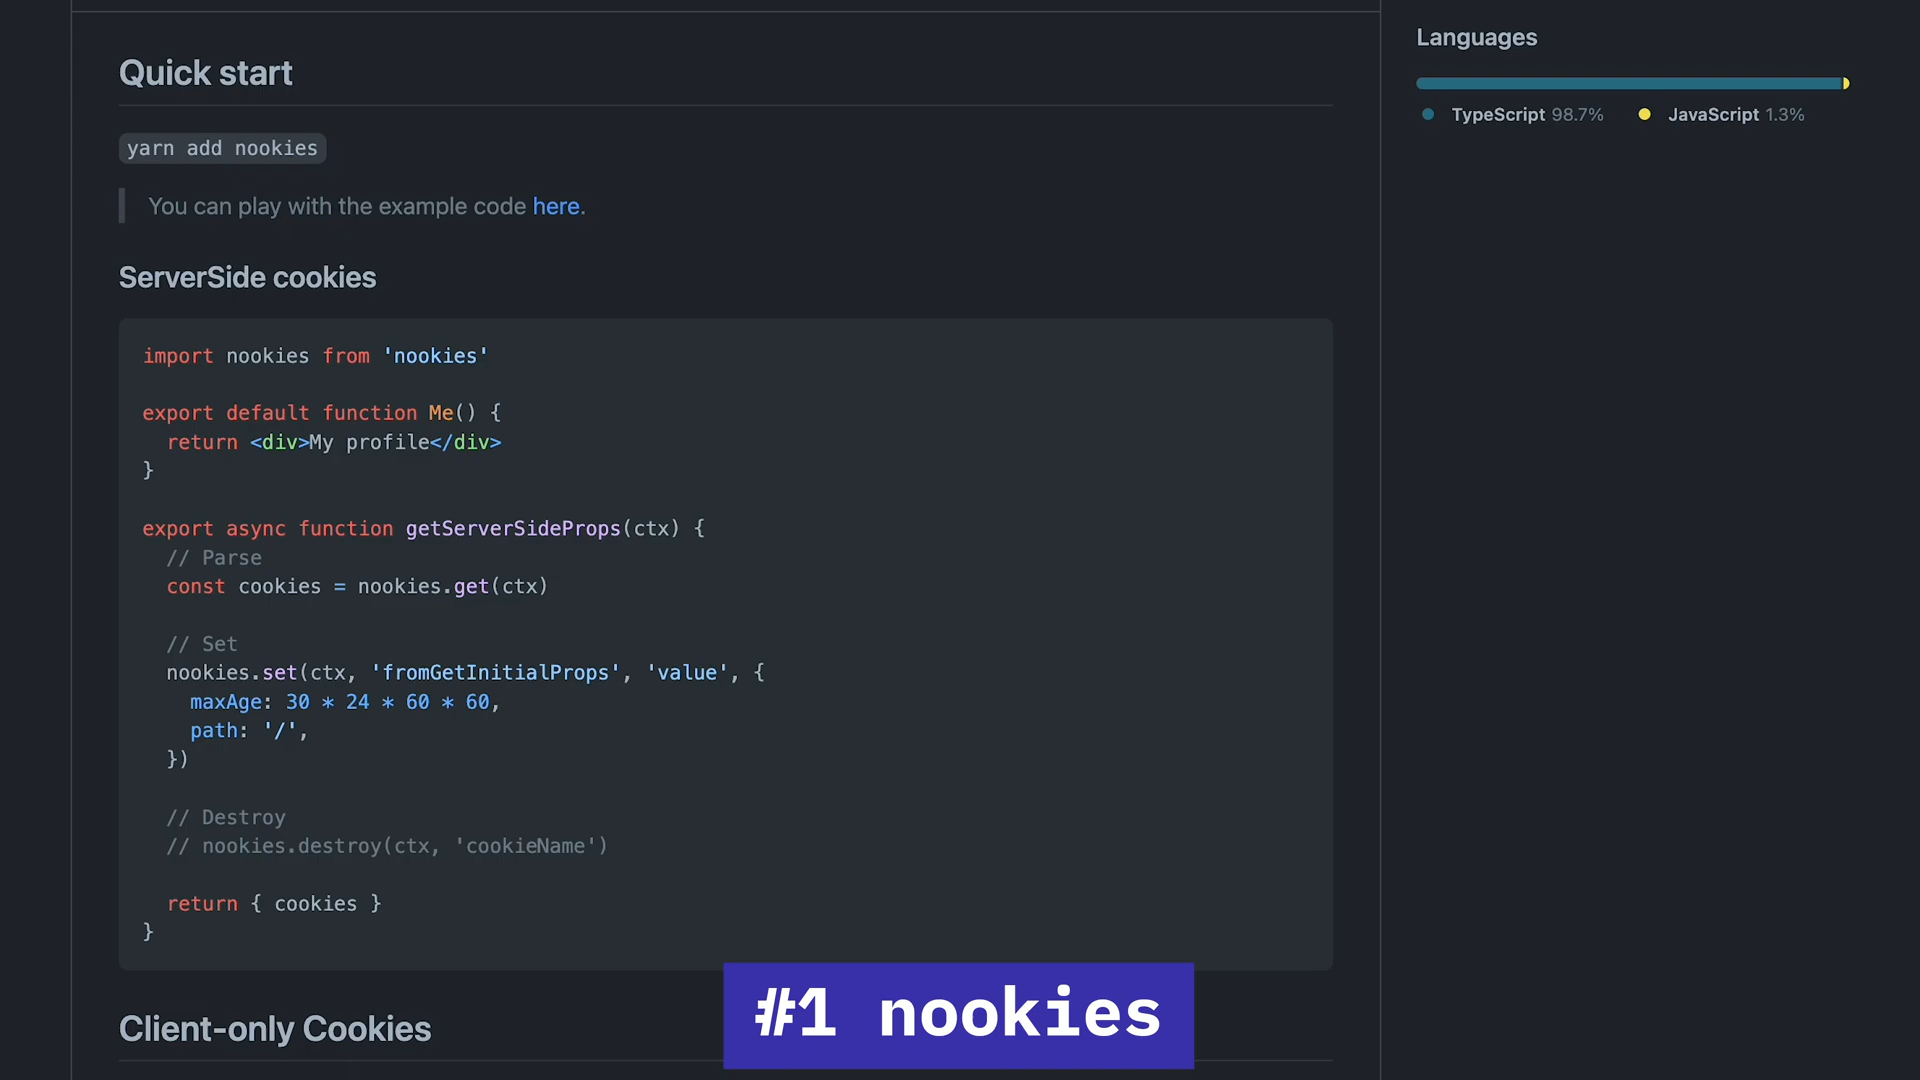 Quick start
yarn add nookies
You can play with the example code here.
ServerSide cookies
import nookies from 'nookies'
export default function Me() {
  return <div>My profile</div>
}
export async function getServerSideProps(ctx) {
  // Parse
  const cookies = nookies.get(ctx)
  // Set
  nookies.set(ctx, 'fromGetInitialProps', 'value', {
    maxAge: 30 * 24 * 60 * 60,
    path: '/',
  })
  // Destroy
  // nookies.destroy(ctx, 'cookieName')
  return { cookies }
}
Client-only Cookies
#1 nookies
Languages
TypeScript 98.7% JavaScript 1.3%